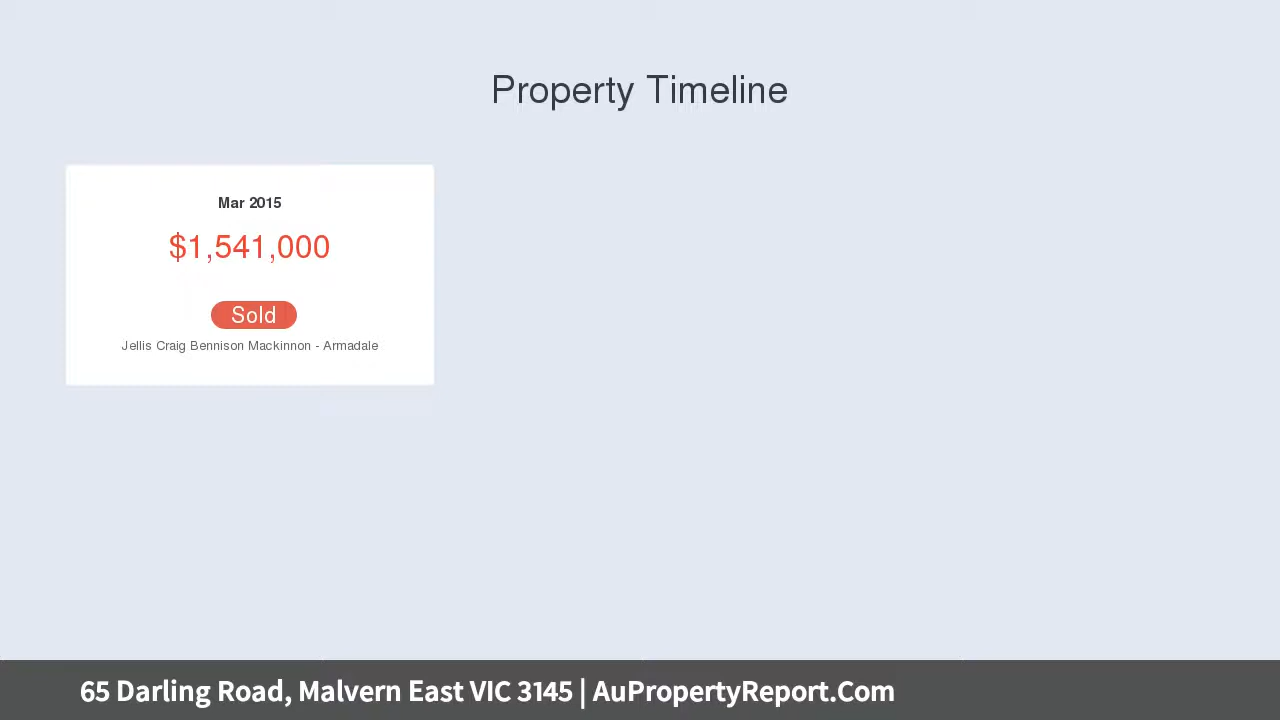 Property Timeline
Mar 2015
$1,541,000
Sold
Jellis Craig Bennison Mackinnon - Armadale
65 Darling Road, Malvern East VIC 3145 | AuPropertyReport.Com